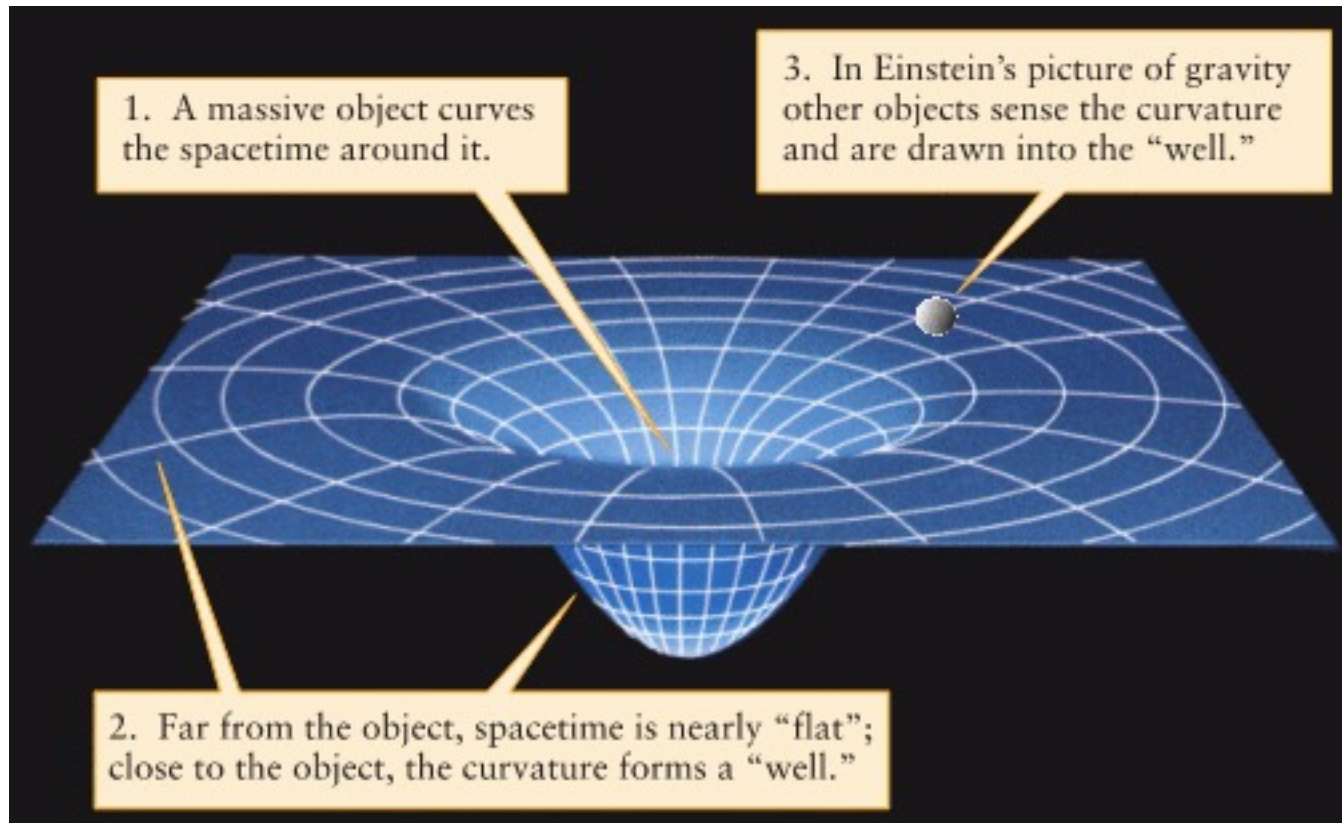 1. A massive object curves
the spacetime around it.
3. In Einstein’s picture of gravity
other objects sense the curvature
and are drawn into the “well.”
2. Far from the object, spacetime is nearly “flat”;
close to the object, the curvature forms a “well.”